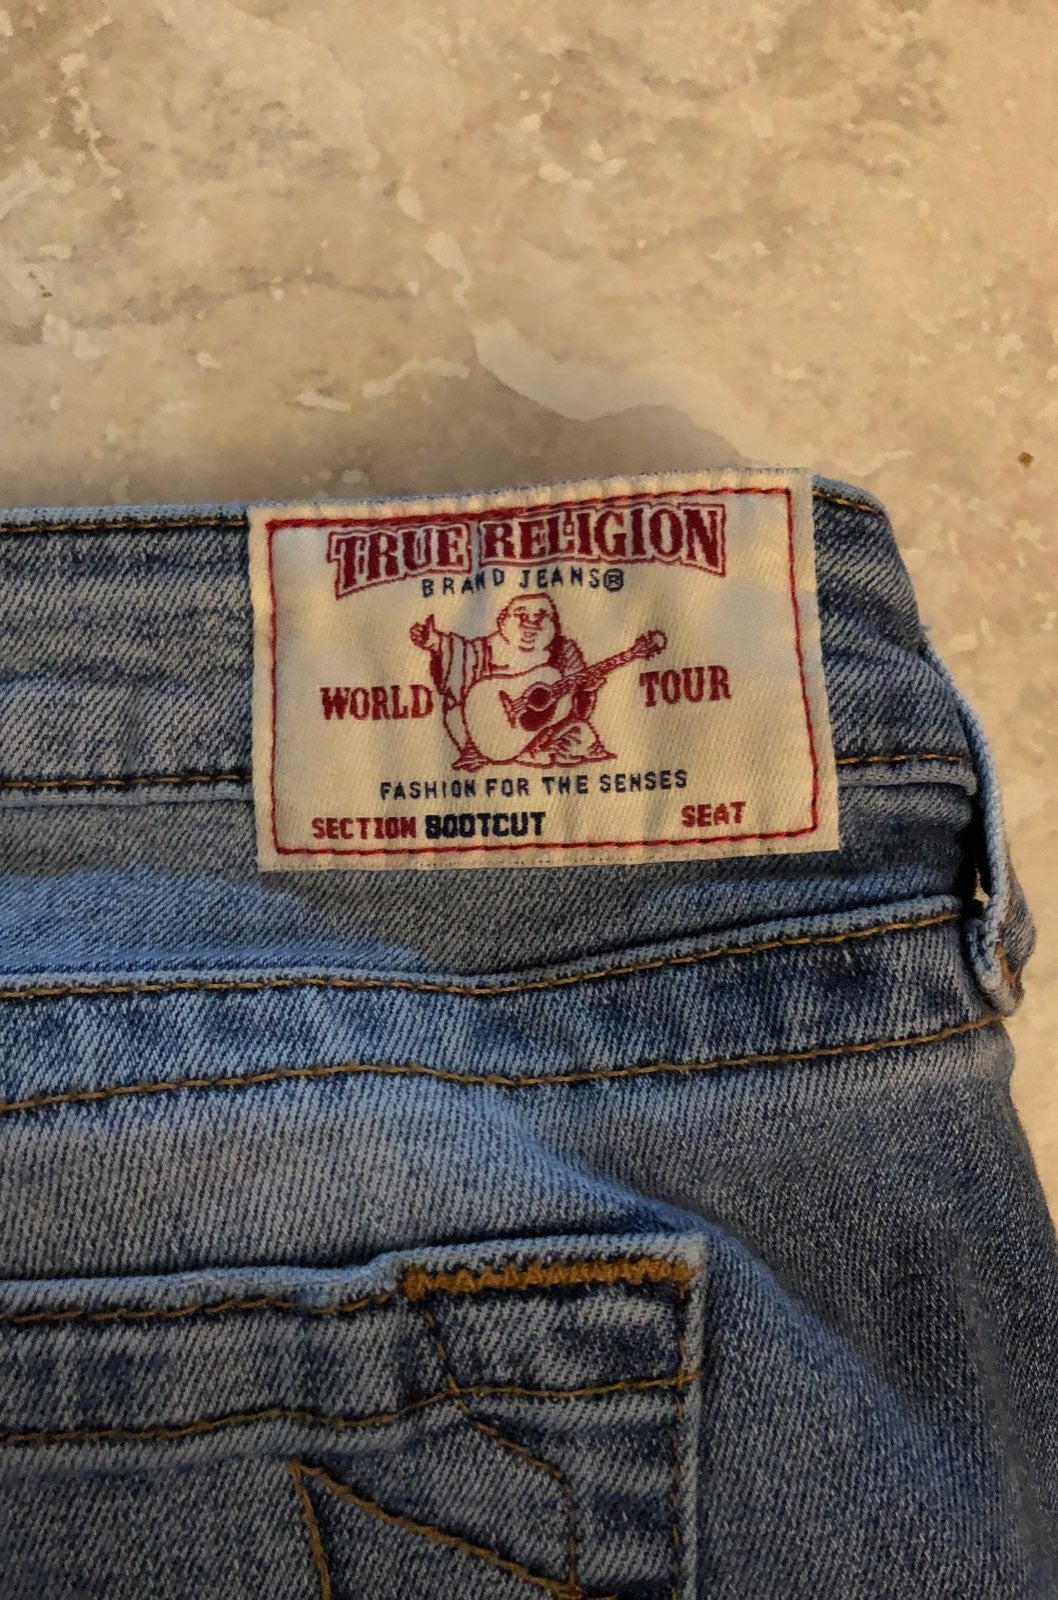 TRUE RELIGION
BRAND JEANS®
WORLD TOUR
FASHION FOR THE SENSES
SECTION BOOTCUT SEAT